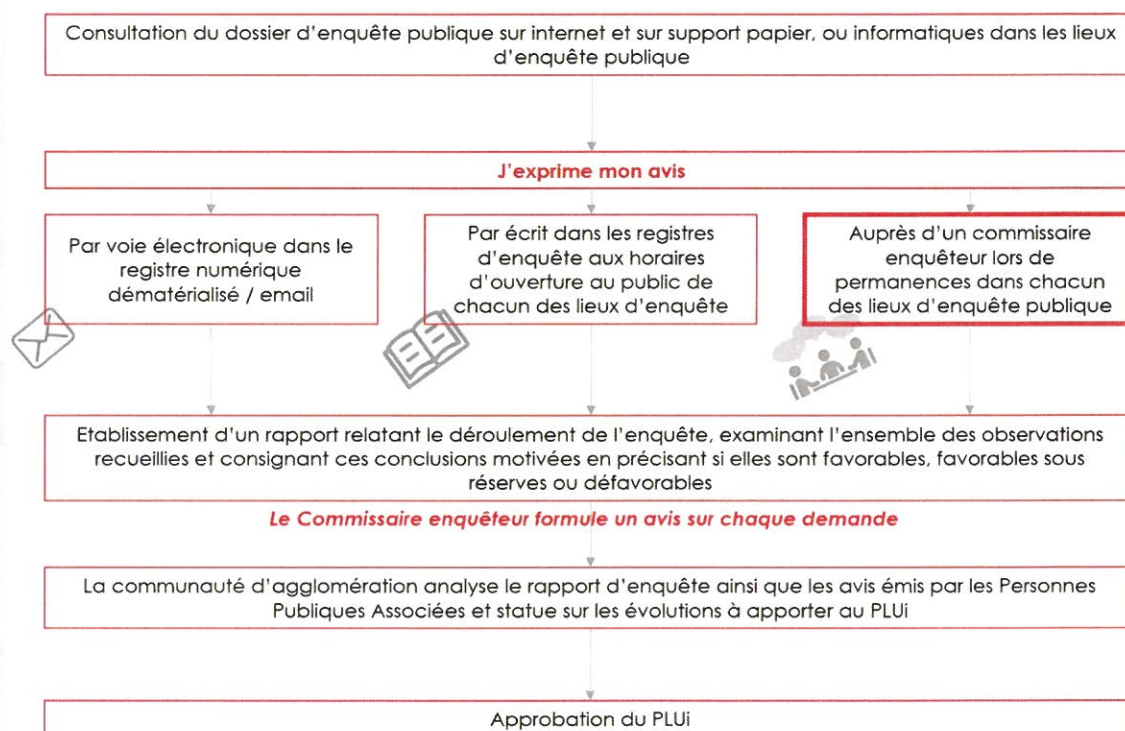 Consultation du dossier d'enquête publique sur internet et sur support papier, ou informatiques dans les lieux
d'enquête publique
J'exprime mon avis
Par voie électronique dans le
registre numérique
dématérialisé / email
Par écrit dans les registres
d'enquête aux horaires
d'ouverture au public de
chacun des lieux d'enquête
Auprès d'un commissaire
enquêteur lors de
permanences dans chacun
des lieux d'enquête publique
Etablissement d'un rapport relatant le déroulement de l'enquête, examinant l'ensemble des observations
recueillies et consignant ces conclusions motivées en précisant si elles sont favorables, favorables sous
réserves ou défavorables
Le Commissaire enquêteur formule un avis sur chaque demande
La communauté d'agglomération analyse le rapport d'enquête ainsi que les avis émis par les Personnes
Publiques Associées et statue sur les évolutions à apporter au PLUi
Approbation du PLUi